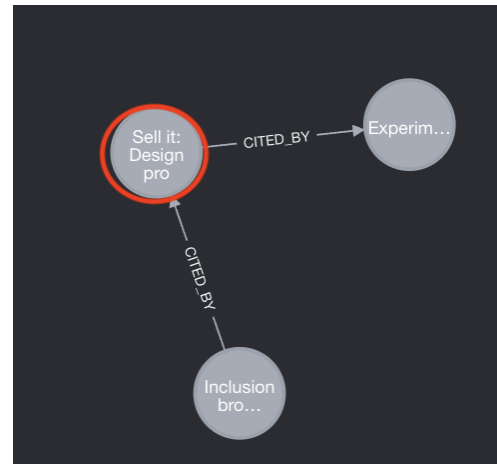 Sell it:
Design
pro
CITED_BY
Experim…
CITED_BY
Inclusion
bro…